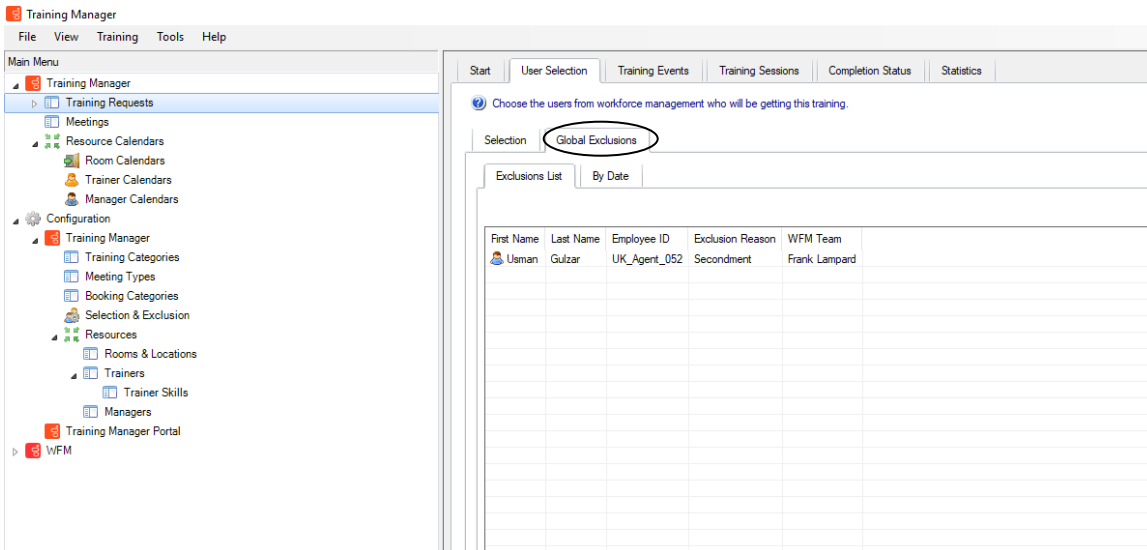 Training Manager
File View Training Tools Help
Main Menu
Training Manager
Training Requests
Meetings
Resource Calendars
Room Calendars
Trainer Calendars
Manager Calendars
Configuration
Training Manager
Training Categories
Meeting Types
Booking Categories
Selection & Exclusion
Resources
Rooms & Locations
Trainers
Trainer Skills
Managers
Training Manager Portal
WFM
Start User Selection Training Events Training Sessions Completion Status Statistics
Choose the users from workforce management who will be getting this training.
Selection Global Exclusions
Exclusions List By Date
First Name Last Name Employee ID Exclusion Reason WFM Team
Usman Gulzar UK_Agent_052 Secondment Frank Lampard